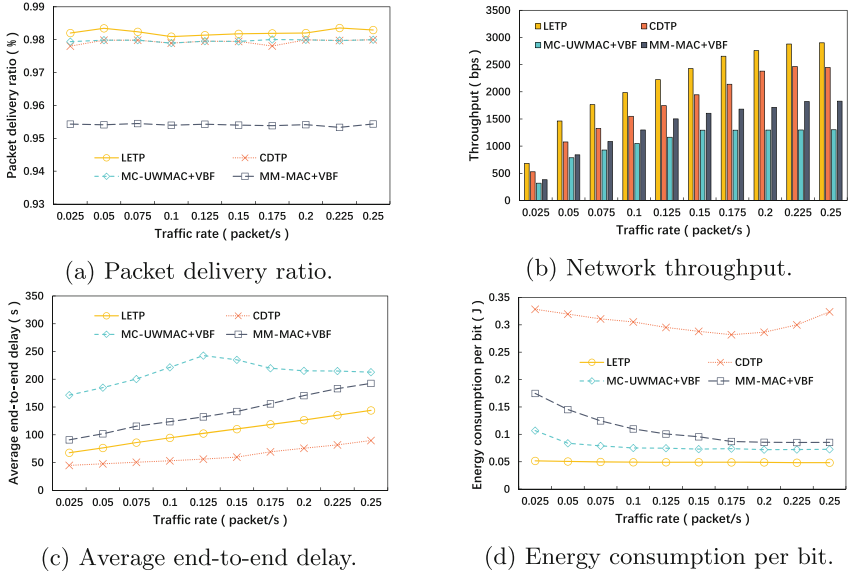 0.99
0.98
0.97
0.96
0.95
0.94
0.93
Packet delivery ratio ( % )
LETP
CDTP
MC-UWMAC+VBF
MM-MAC+VBF
0.025 0.05 0.075 0.1 0.125 0.15 0.175 0.2 0.225 0.25
Traffic rate ( packet/s )
(a) Packet delivery ratio.
3500
3000
2500
2000
1500
1000
500
0
Throughput ( bps )
LETP
CDTP
MC-UWMAC+VBF
MM-MAC+VBF
0.025 0.05 0.075 0.1 0.125 0.15 0.175 0.2 0.225 0.25
Traffic rate ( packet/s )
(b) Network throughput.
350
300
250
200
150
100
50
0
Average end-to-end delay ( s )
LETP
CDTP
MC-UWMAC+VBF
MM-MAC+VBF
0.025 0.05 0.075 0.1 0.125 0.15 0.175 0.2 0.225 0.25
Traffic rate ( packet/s )
(c) Average end-to-end delay.
0.35
0.3
0.25
0.2
0.15
0.1
0.05
0
Energy consumption per bit ( J )
LETP
CDTP
MC-UWMAC+VBF
MM-MAC+VBF
0.025 0.05 0.075 0.1 0.125 0.15 0.175 0.2 0.225 0.25
Traffic rate ( packet/s )
(d) Energy consumption per bit.